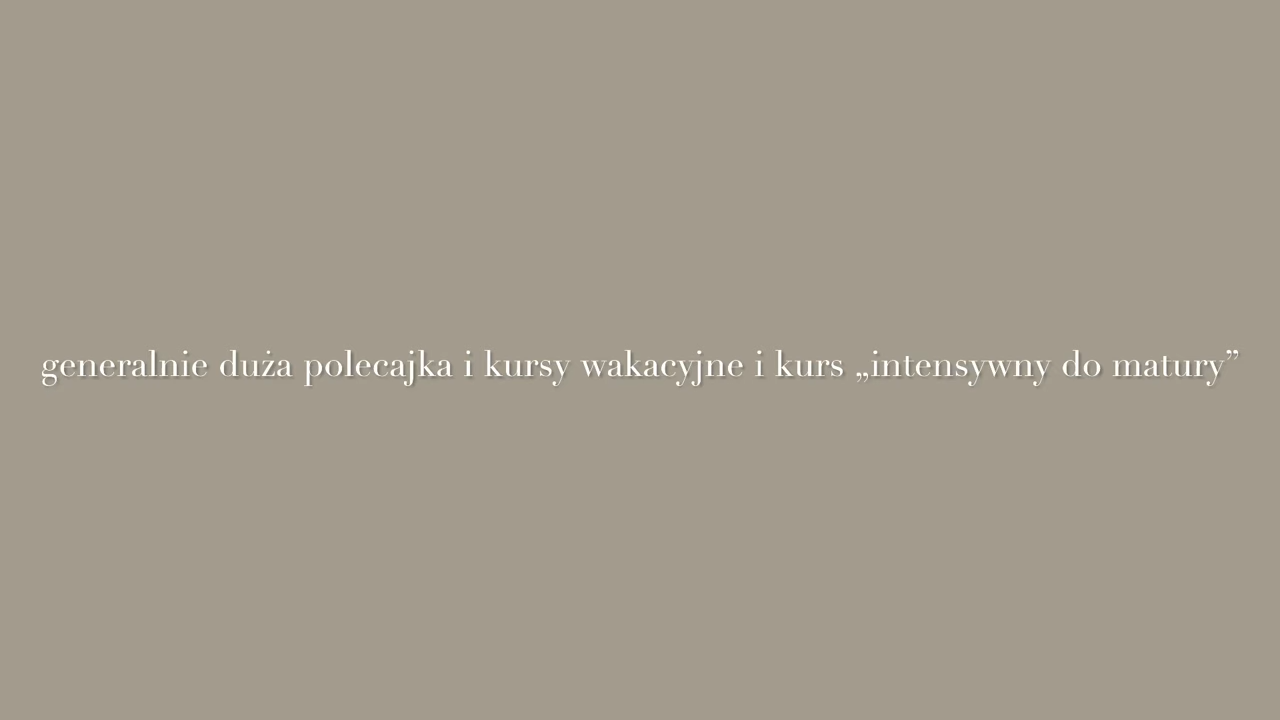 generalnie duża polecajka i kursy wakacyjne i kurs „intensywny do matury”